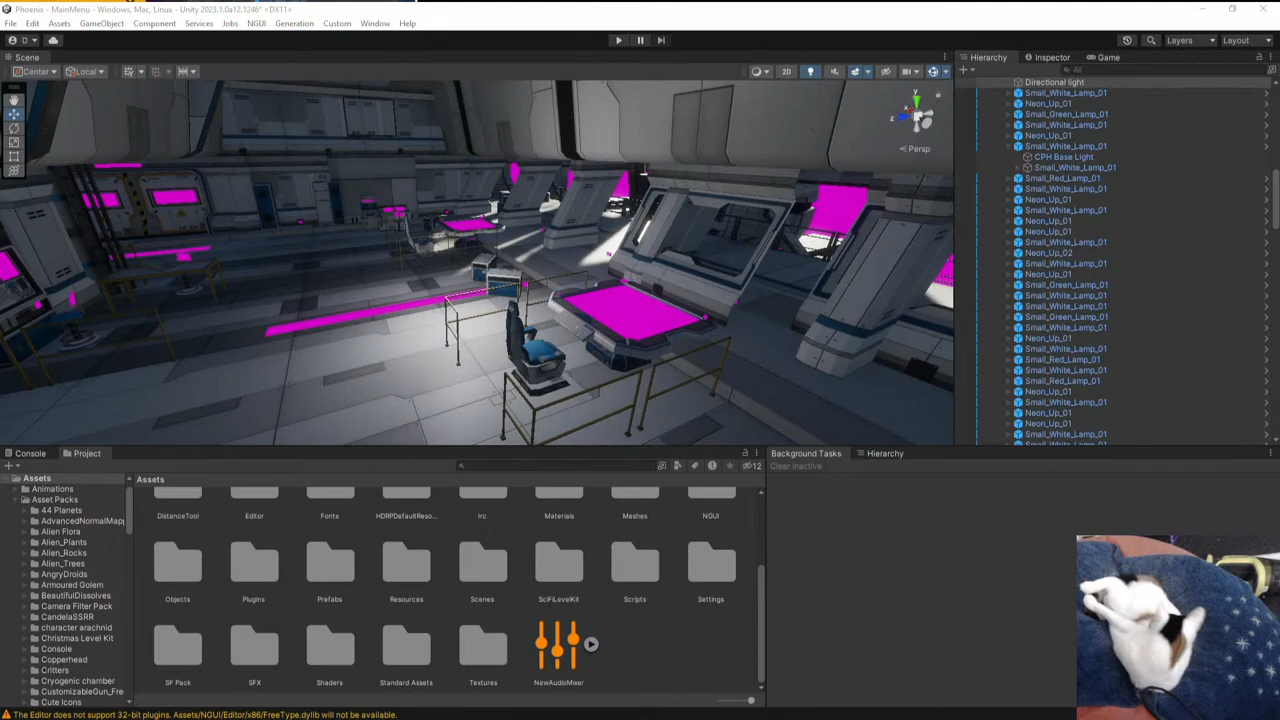 Phoenix - MainMenu - Windows, Mac, Linux - Unity 2023.1.0a12.1246* <DX11>
File Edit Assets GameObject Component Services Jobs NGUI Generation Custom Window Help
D Layers Layout
Scene
Center Local 2D
y
x
z
Persp
Hierarchy Inspector Game
All
Directional light
Small_White_Lamp_01
Neon_Up_01
Small_Green_Lamp_01
Small_White_Lamp_01
Neon_Up_01
Small_White_Lamp_01
CPH Base Light
Small_White_Lamp_01
Small_Red_Lamp_01
Small_White_Lamp_01
Neon_Up_01
Small_White_Lamp_01
Neon_Up_01
Neon_Up_01
Small_White_Lamp_01
Neon_Up_02
Small_White_Lamp_01
Neon_Up_01
Small_Green_Lamp_01
Small_White_Lamp_01
Small_White_Lamp_01
Small_Green_Lamp_01
Small_White_Lamp_01
Neon_Up_01
Small_White_Lamp_01
Small_Red_Lamp_01
Small_White_Lamp_01
Small_Red_Lamp_01
Neon_Up_01
Small_White_Lamp_01
Neon_Up_01
Neon_Up_01
Small_White_Lamp_01
Small_White_Lamp_01
Console Project
12
Assets
Animations
Asset Packs
44 Planets
AdvancedNormalMap
Alien Flora
Alien_Plants
Alien_Rocks
Alien_Trees
AngryDroids
Armoured Golem
BeautifulDissolves
Camera Filter Pack
CandelaSSRR
character arachnid
Christmas Level Kit
Console
Copperhead
Critters
Cryogenic chamber
CustomizableGun_Fre
Cute Icons
Assets
DistanceTool Editor Fonts HDRPDefaultReso... Irc Materials Meshes NGUI
Objects Plugins Prefabs Resources Scenes SciFiLevelKit Scripts Settings
SF Pack SFX Shaders Standard Assets Textures NewAudioMixer
Background Tasks Hierarchy
Clear Inactive
The Editor does not support 32-bit plugins. Assets/NGUI/Editor/x86/FreeType.dylib will not be available.